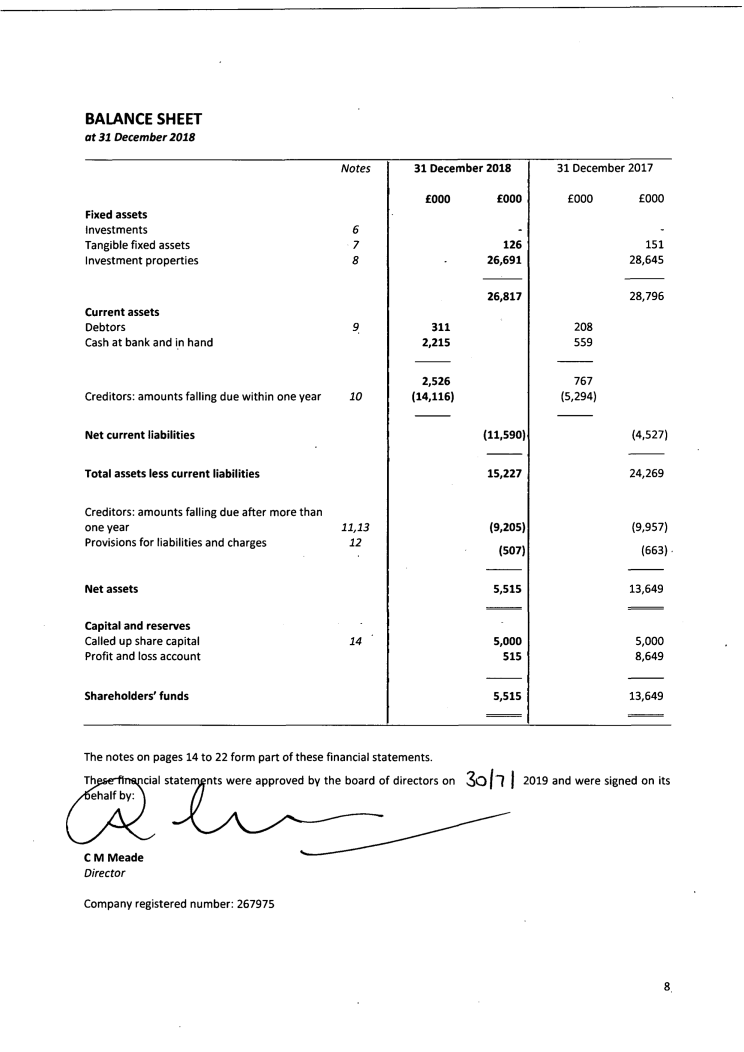 BALANCE SHEET
at 31 December 2018
Notes 31 December 2018 31 December 2017
£000 £000 £000 £000
Fixed assets
Investments 6 - -
Tangible fixed assets 7 126 151
Investment properties 8 26,691 28,645
26,817 28,796
Current assets
Debtors 9 311 208
Cash at bank and in hand 2,215 559
2,526 767
Creditors: amounts falling due within one year 10 (14,116) (5,294)
Net current liabilities (11,590) (4,527)
Total assets less current liabilities 15,227 24,269
Creditors: amounts falling due after more than
one year 11,13 (9,205) (9,957)
Provisions for liabilities and charges 12 (507) (663)
Net assets 5,515 13,649
Capital and reserves
Called up share capital 14 5,000 5,000
Profit and loss account 515 8,649
Shareholders' funds 5,515 13,649
The notes on pages 14 to 22 form part of these financial statements.
These financial statements were approved by the board of directors on 30/7/ 2019 and were signed on its
behalf by:
C M Meade
Director
Company registered number: 267975
8